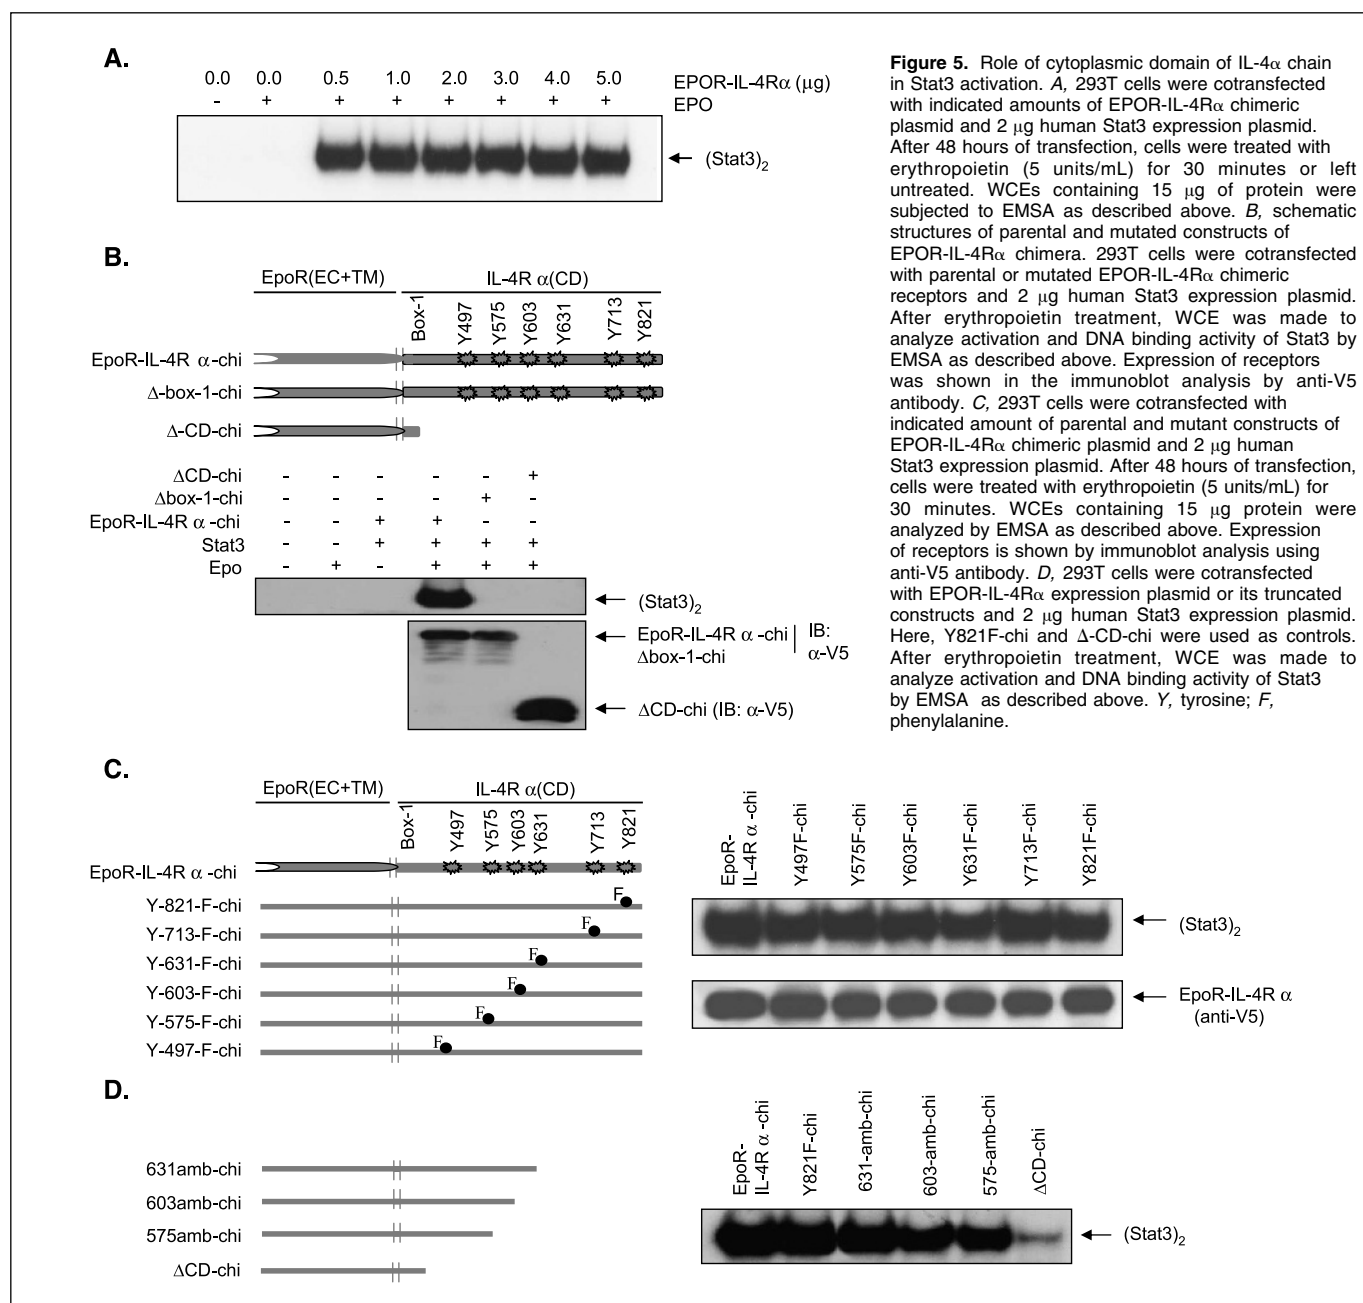 A.
0.0 0.0 0.5 1.0 2.0 3.0 4.0 5.0 EPOR-IL-4Rα (μg)
- + + + + + + + EPO
(Stat3)2
B.
EpoR(EC+TM) IL-4R α(CD)
Box-1 Y497 Y575 Y603 Y631 Y713 Y821
EpoR-IL-4R α-chi
Δ-box-1-chi
Δ-CD-chi
ΔCD-chi - - - - - +
Δbox-1-chi - - - - + -
EpoR-IL-4R α -chi - - + + - -
Stat3 - - + + + +
Epo - + - + + +
(Stat3)2
EpoR-IL-4R α -chi IB:
Δbox-1-chi α-V5
ΔCD-chi (IB: α-V5)
Figure 5. Role of cytoplasmic domain of IL-4α chain
in Stat3 activation. A, 293T cells were cotransfected
with indicated amounts of EPOR-IL-4Rα chimeric
plasmid and 2 μg human Stat3 expression plasmid.
After 48 hours of transfection, cells were treated with
erythropoietin (5 units/mL) for 30 minutes or left
untreated. WCEs containing 15 μg of protein were
subjected to EMSA as described above. B, schematic
structures of parental and mutated constructs of
EPOR-IL-4Rα chimera. 293T cells were cotransfected
with parental or mutated EPOR-IL-4Rα chimeric
receptors and 2 μg human Stat3 expression plasmid.
After erythropoietin treatment, WCE was made to
analyze activation and DNA binding activity of Stat3 by
EMSA as described above. Expression of receptors
was shown in the immunoblot analysis by anti-V5
antibody. C, 293T cells were cotransfected with
indicated amount of parental and mutant constructs of
EPOR-IL-4Rα chimeric plasmid and 2 μg human
Stat3 expression plasmid. After 48 hours of transfection,
cells were treated with erythropoietin (5 units/mL) for
30 minutes. WCEs containing 15 μg protein were
analyzed by EMSA as described above. Expression
of receptors is shown by immunoblot analysis using
anti-V5 antibody. D, 293T cells were cotransfected
with EPOR-IL-4Rα expression plasmid or its truncated
constructs and 2 μg human Stat3 expression plasmid.
Here, Y821F-chi and Δ-CD-chi were used as controls.
After erythropoietin treatment, WCE was made to
analyze activation and DNA binding activity of Stat3
by EMSA as described above. Y, tyrosine; F,
phenylalanine.
C.
EpoR(EC+TM) IL-4R α(CD)
Box-1 Y497 Y575 Y603 Y631 Y713 Y821
EpoR-IL-4R α -chi
Y-821-F-chi F
Y-713-F-chi F
Y-631-F-chi F
Y-603-F-chi F
Y-575-F-chi F
Y-497-F-chi F
EpoR-
IL-4R α -chi
Y497F-chi
Y575F-chi
Y603F-chi
Y631F-chi
Y713F-chi
Y821F-chi
(Stat3)2
EpoR-IL-4R α
(anti-V5)
D.
631amb-chi
603amb-chi
575amb-chi
ΔCD-chi
EpoR-
IL-4R α -chi
Y821F-chi
631-amb-chi
603-amb-chi
575-amb-chi
ΔCD-chi
(Stat3)2